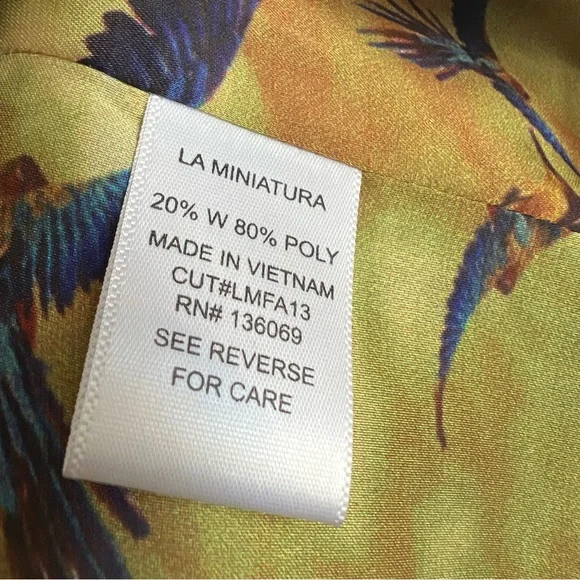 LA MINIATURA
20% W 80% POLY
MADE IN VIETNAM
CUT#LMFA13
RN# 136069
SEE REVERSE
FOR CARE